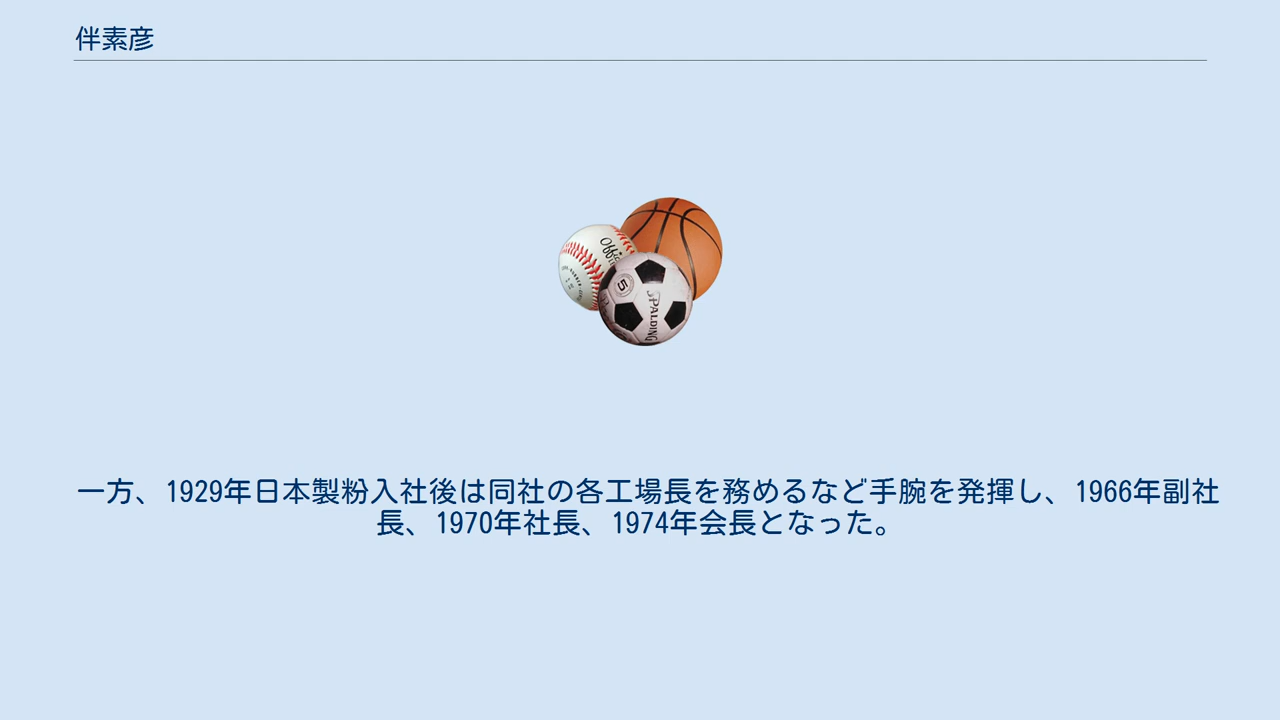 伴素彦
Offici
5
SPALDING
一方、1929年日本製粉入社後は同社の各工場長を務めるなど手腕を発揮し、1966年副社
長、1970年社長、1974年会長となった。